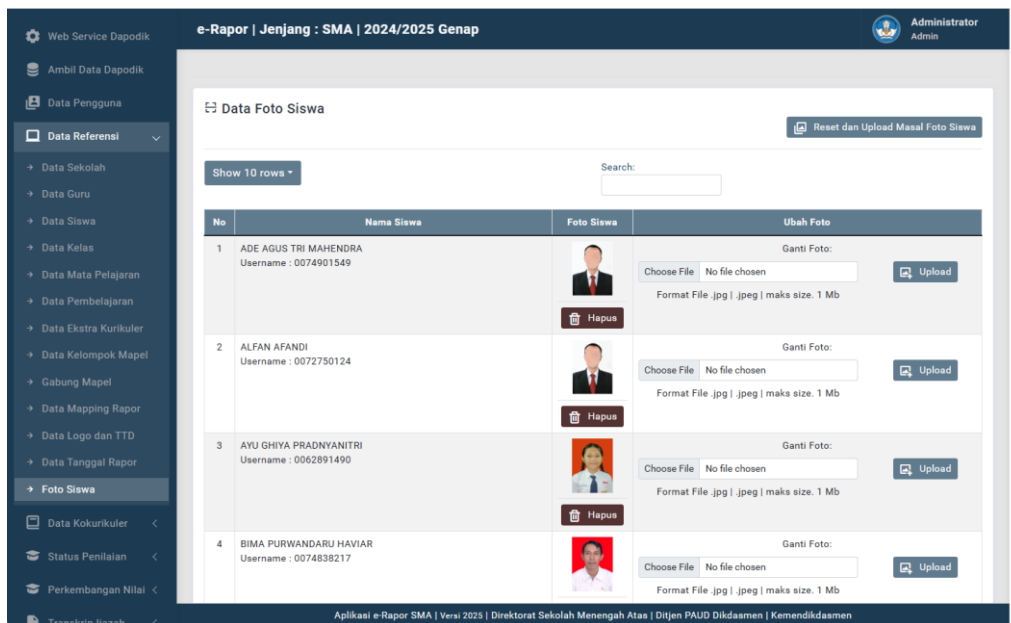 e-Rapor | Jenjang : SMA | 2024/2025 Genap
Administrator
Admin
Web Service Dapodik
Ambil Data Dapodik
Data Pengguna
Data Referensi
Data Sekolah
Data Guru
Data Siswa
Data Kelas
Data Mata Pelajaran
Data Pembelajaran
Data Ekstra Kurikuler
Data Kelompok Mapel
Gabung Mapel
Data Mapping Rapor
Data Logo dan TTD
Data Tanggal Rapor
Foto Siswa
Data Kokurikuler
Status Penilaian
Perkembangan Nilai
Transkrip Ijazah
Data Foto Siswa
Reset dan Upload Masal Foto Siswa
Show 10 rows
Search:
No Nama Siswa Foto Siswa Ubah Foto
1 ADE AGUS TRI MAHENDRA Ganti Foto:
Username : 0074901549
Choose File No file chosen Upload
Format File .jpg | .jpeg | maks size. 1 Mb
Hapus
2 ALFAN AFANDI Ganti Foto:
Username : 0072750124
Choose File No file chosen Upload
Format File .jpg | .jpeg | maks size. 1 Mb
Hapus
3 AYU GHIYA PRADNYANITRI Ganti Foto:
Username : 0062891490
Choose File No file chosen Upload
Format File .jpg | .jpeg | maks size. 1 Mb
Hapus
4 BIMA PURWANDARU HAVIAR Ganti Foto:
Username : 0074838217
Choose File No file chosen Upload
Format File .jpg | .jpeg | maks size. 1 Mb
Aplikasi e-Rapor SMA | Versi 2025 | Direktorat Sekolah Menengah Atas | Ditjen PAUD Dikdasmen | Kemendikdasmen